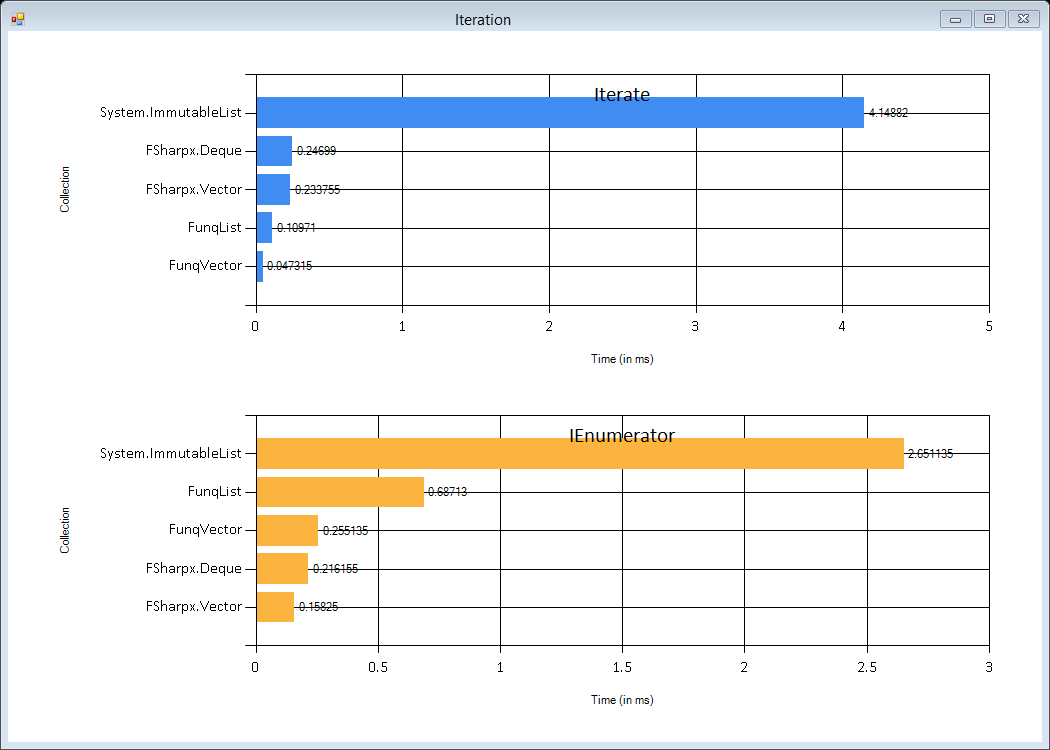 Iteration
Iterate
System.ImmutableList 4.14882
FSharpx.Deque 0.24699
FSharpx.Vector 0.233755
FunqList 0.10971
FunqVector 0.047315
Collection
0 1 2 3 4 5
Time (in ms)
IEnumerator
System.ImmutableList 2.651135
FunqList 0.68713
FunqVector 0.255135
FSharpx.Deque 0.216155
FSharpx.Vector 0.15825
Collection
0 0.5 1 1.5 2 2.5 3
Time (in ms)